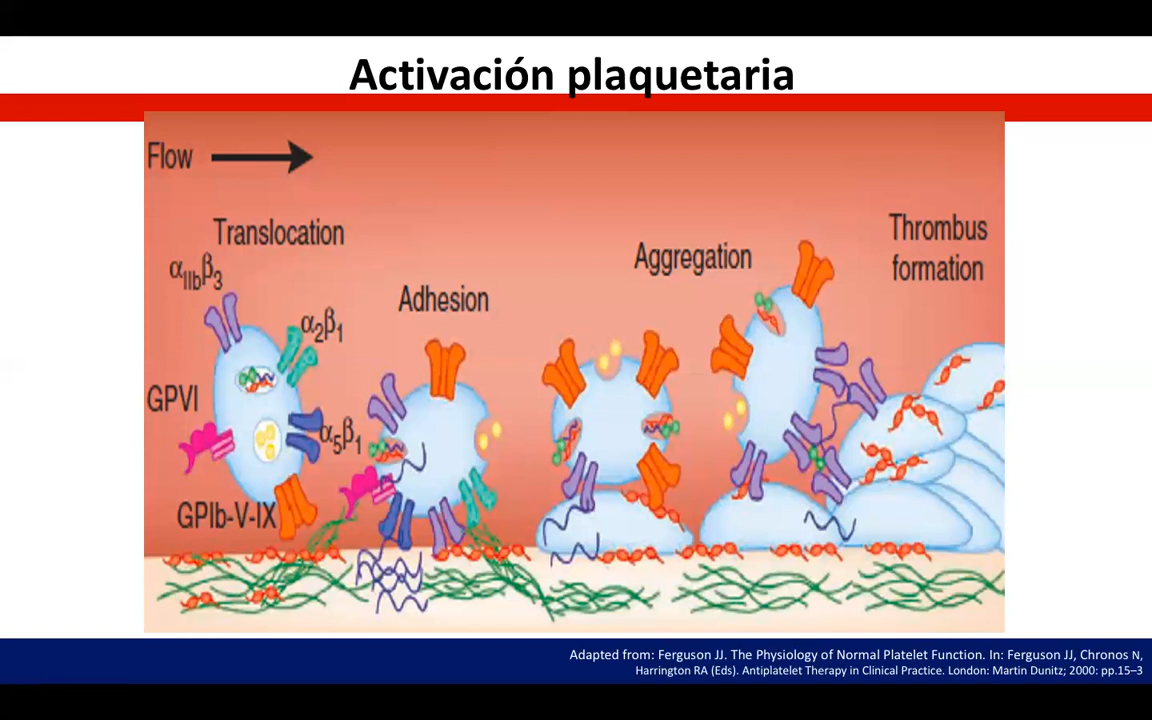 Activación plaquetaria
Flow
Translocation
αIIbβ3
α2β1
Adhesion
GPVI
α5β1
GPIb-V-IX
Aggregation
Thrombus
formation
Adapted from: Ferguson JJ. The Physiology of Normal Platelet Function. In: Ferguson JJ, Chronos N,
Harrington RA (Eds). Antiplatelet Therapy in Clinical Practice. London: Martin Dunitz; 2000: pp.15–3